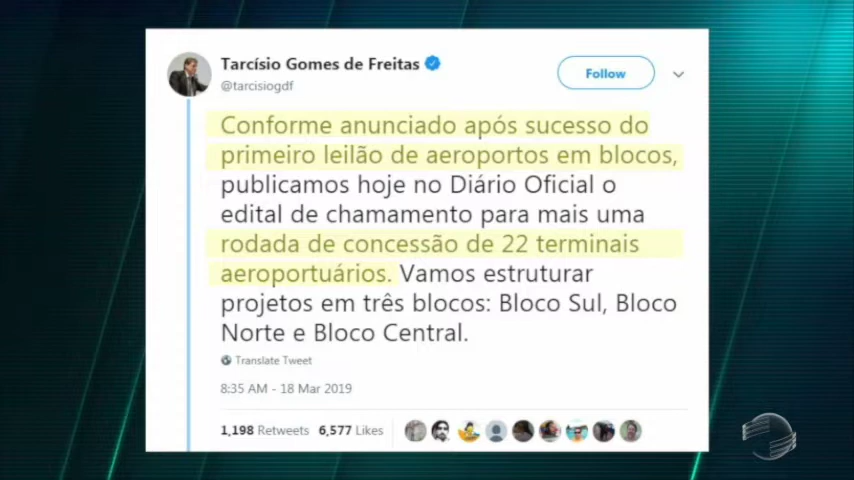 Tarcísio Gomes de Freitas
@tarcisiogdf
Follow
Conforme anunciado após sucesso do
primeiro leilão de aeroportos em blocos,
publicamos hoje no Diário Oficial o
edital de chamamento para mais uma
rodada de concessão de 22 terminais
aeroportuários. Vamos estruturar
projetos em três blocos: Bloco Sul, Bloco
Norte e Bloco Central.
Translate Tweet
8:35 AM - 18 Mar 2019
1,198 Retweets 6,577 Likes